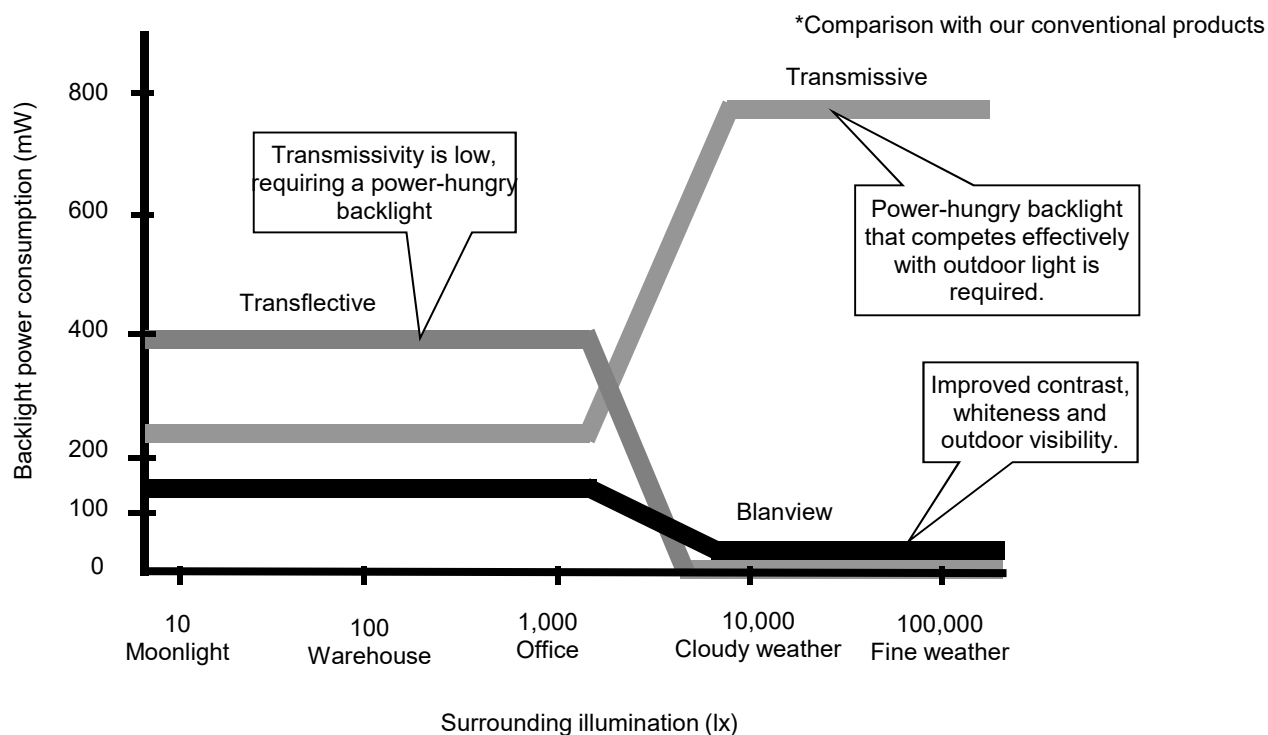 *Comparison with our conventional products
Transmissive
800
Transmissivity is low,
requiring a power-hungry
backlight
Power-hungry backlight
that competes effectively
with outdoor light is
required.
600
Backlight power consumption (mW)
Transflective
400
Improved contrast,
whiteness and
outdoor visibility.
200
100
Blanview
0
10
Moonlight
100
Warehouse
1,000
Office
10,000
Cloudy weather
100,000
Fine weather
Surrounding illumination (lx)